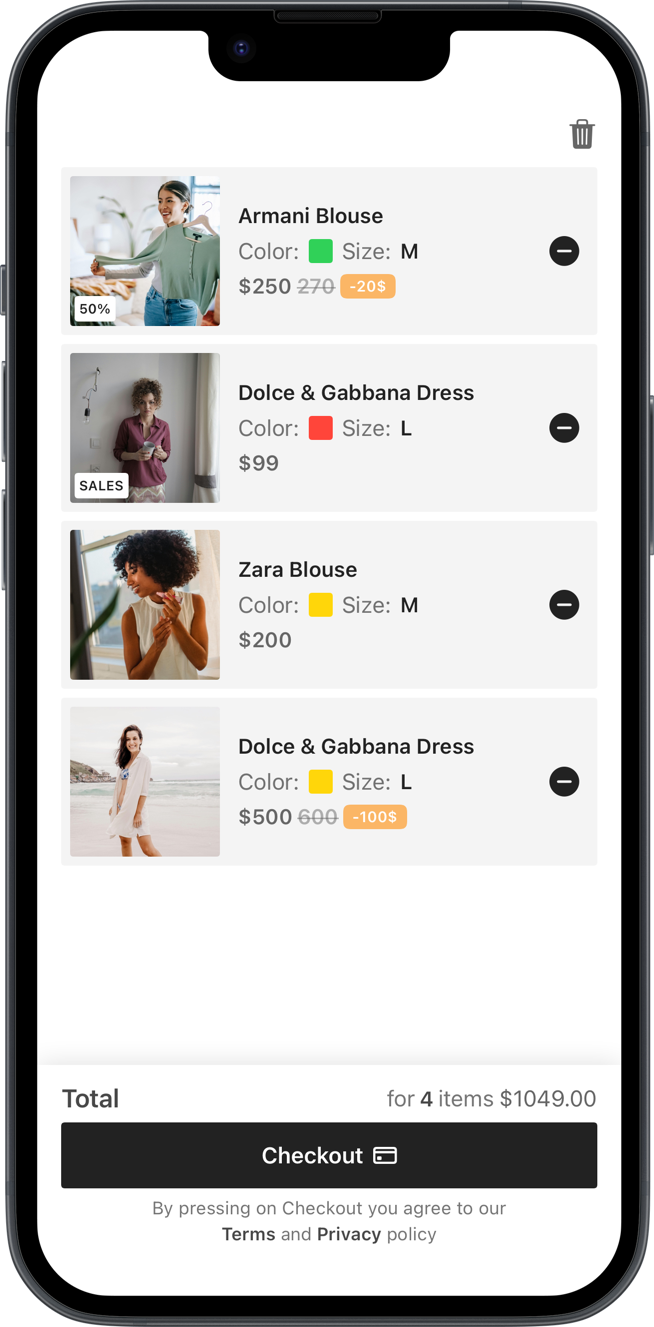 Armani Blouse
Color: Size: M
$250 270 -20$
50%
Dolce & Gabbana Dress
Color: Size: L
$99
SALES
Zara Blouse
Color: Size: M
$200
Dolce & Gabbana Dress
Color: Size: L
$500 600 -100$
Total for 4 items $1049.00
Checkout
By pressing on Checkout you agree to our
Terms and Privacy policy